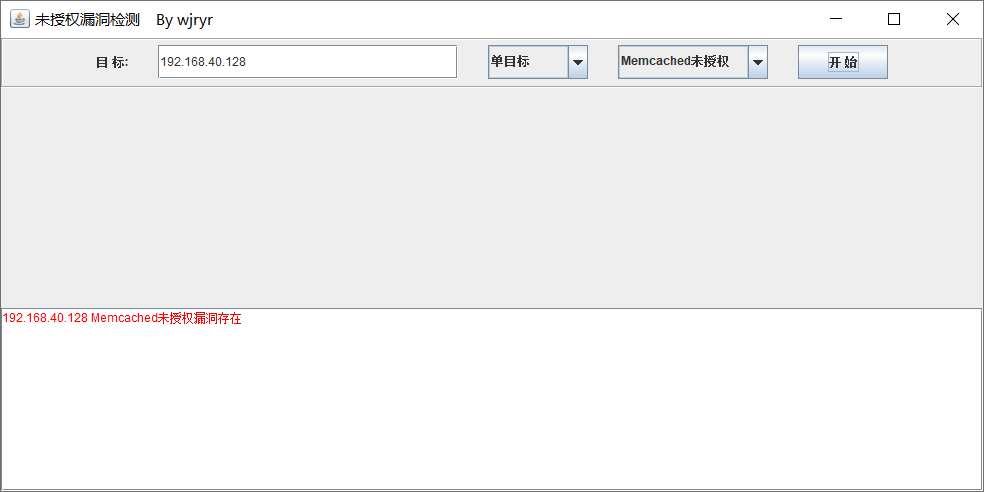 未授权漏洞检测 By wjryr
目 标: 192.168.40.128 单目标 Memcached未授权 开 始
192.168.40.128 Memcached未授权漏洞存在